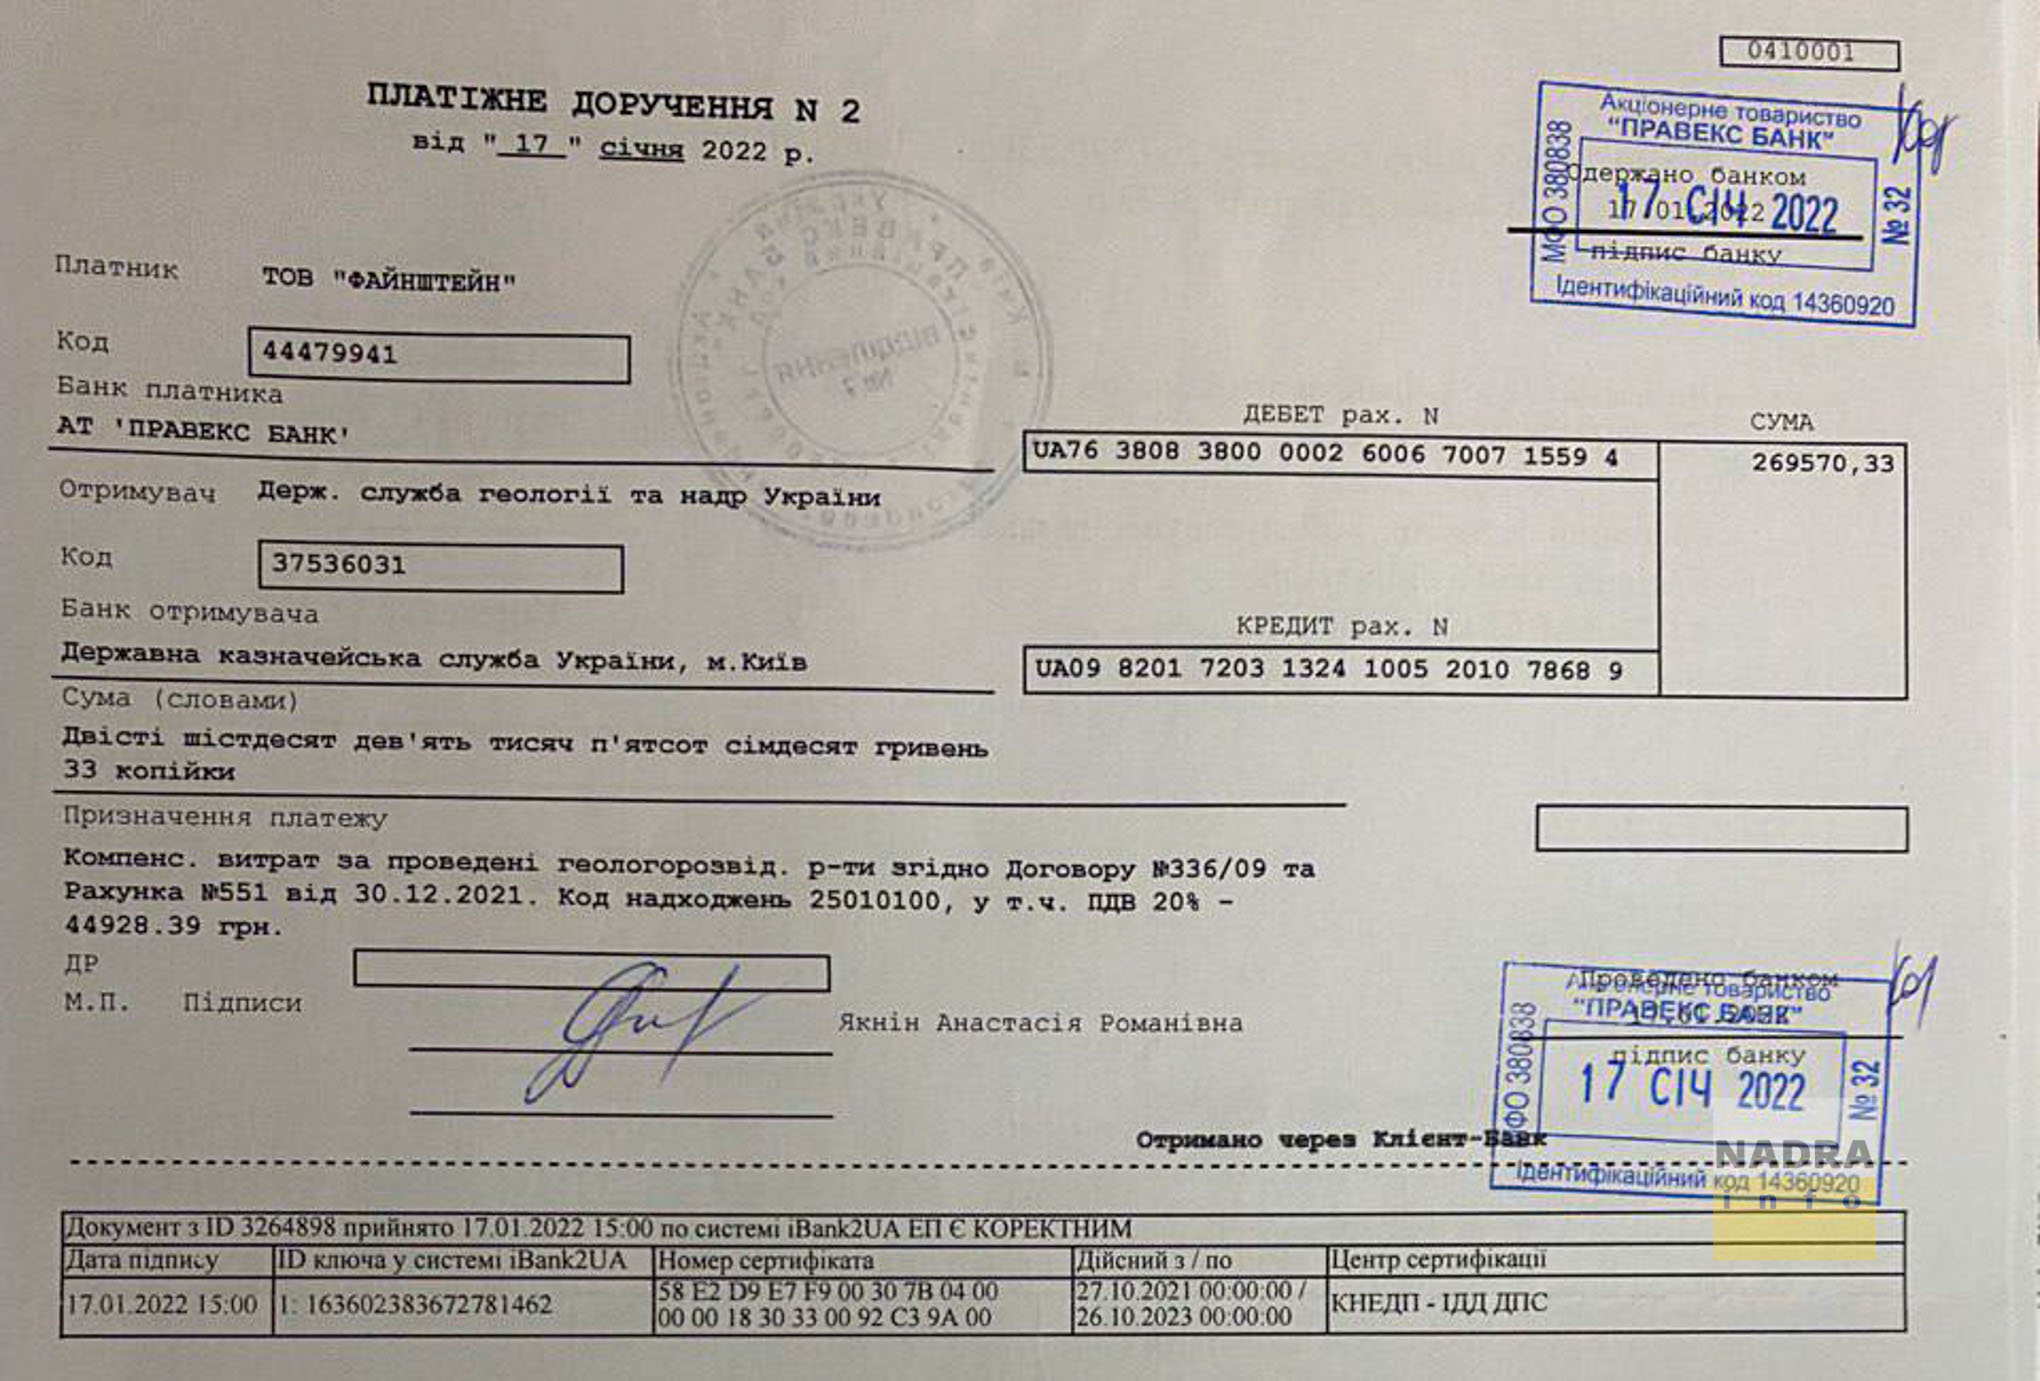 0410001
ПЛАТІЖНЕ ДОРУЧЕННЯ N 2
від " 17 " січня 2022 р.
Акціонерне товариство
"ПРАВЕКС БАНК"
МФО 380838
Одержано банком
17 01 2022
17 СІЧ 2022
№ 32
підпис банку
Ідентифікаційний код 14360920
Платник ТОВ "ФАЙНШТЕЙН"
Код 44479941
Банк платника
АТ 'ПРАВЕКС БАНК'
ДЕБЕТ рах. N СУМА
UA76 3808 3800 0002 6006 7007 1559 4 269570,33
Отримувач Держ. служба геології та надр України
Код 37536031
Банк отримувача
КРЕДИТ рах. N
Державна казначейська служба України, м.Київ
UA09 8201 7203 1324 1005 2010 7868 9
Сума (словами)
Двісті шістдесят дев'ять тисяч п'ятсот сімдесят гривень
33 копійки
Призначення платежу
Компенс. витрат за проведені геологорозвід. р-ти згідно Договору №336/09 та
Рахунка №551 від 30.12.2021. Код надходжень 25010100, у т.ч. ПДВ 20% -
44928.39 грн.
ДР
М.П. Підписи
Якнін Анастасія Романівна
Проведено банком
Акціонерне товариство
"ПРАВЕКС БАНК"
МФО 380838
підпис банку
17 СІЧ 2022
№ 32
Отримано через Клієнт-Банк
Ідентифікаційний код 14360920
NADRA
info
Документ з ID 3264898 прийнято 17.01.2022 15:00 по системі iBank2UA ЕП Є КОРЕКТНИМ
Дата підпису ID ключа у системі iBank2UA Номер сертифіката Дійсний з / по Центр сертифікації
17.01.2022 15:00 1: 163602383672781462 58 E2 D9 E7 F9 00 30 7B 04 00 27.10.2021 00:00:00 / КНЕДП - ІДД ДПС
00 00 18 30 33 00 92 C3 9A 00 26.10.2023 00:00:00